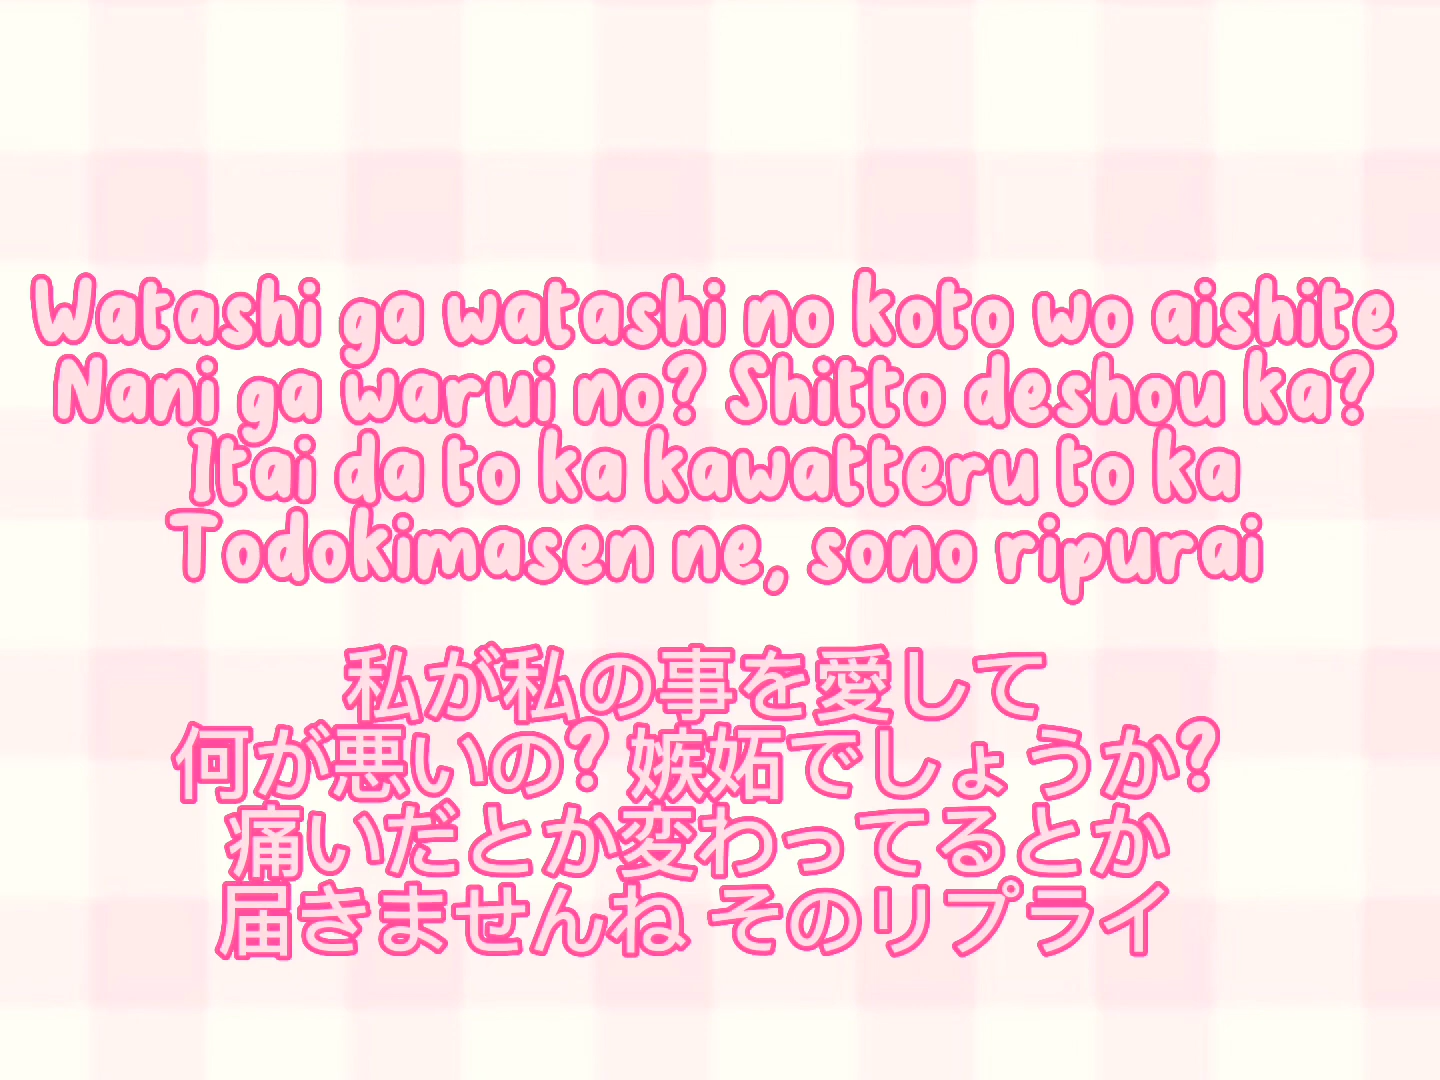 Watashi ga watashi no koto wo aishite
Nani ga warui no? Shitto deshou ka?
Itai da to ka kawatteru to ka
Todokimasen ne, sono ripurai
私が私の事を愛して
何が悪いの? 嫉妬でしょうか?
痛いだとか変わってるとか
届きませんね そのリプライ